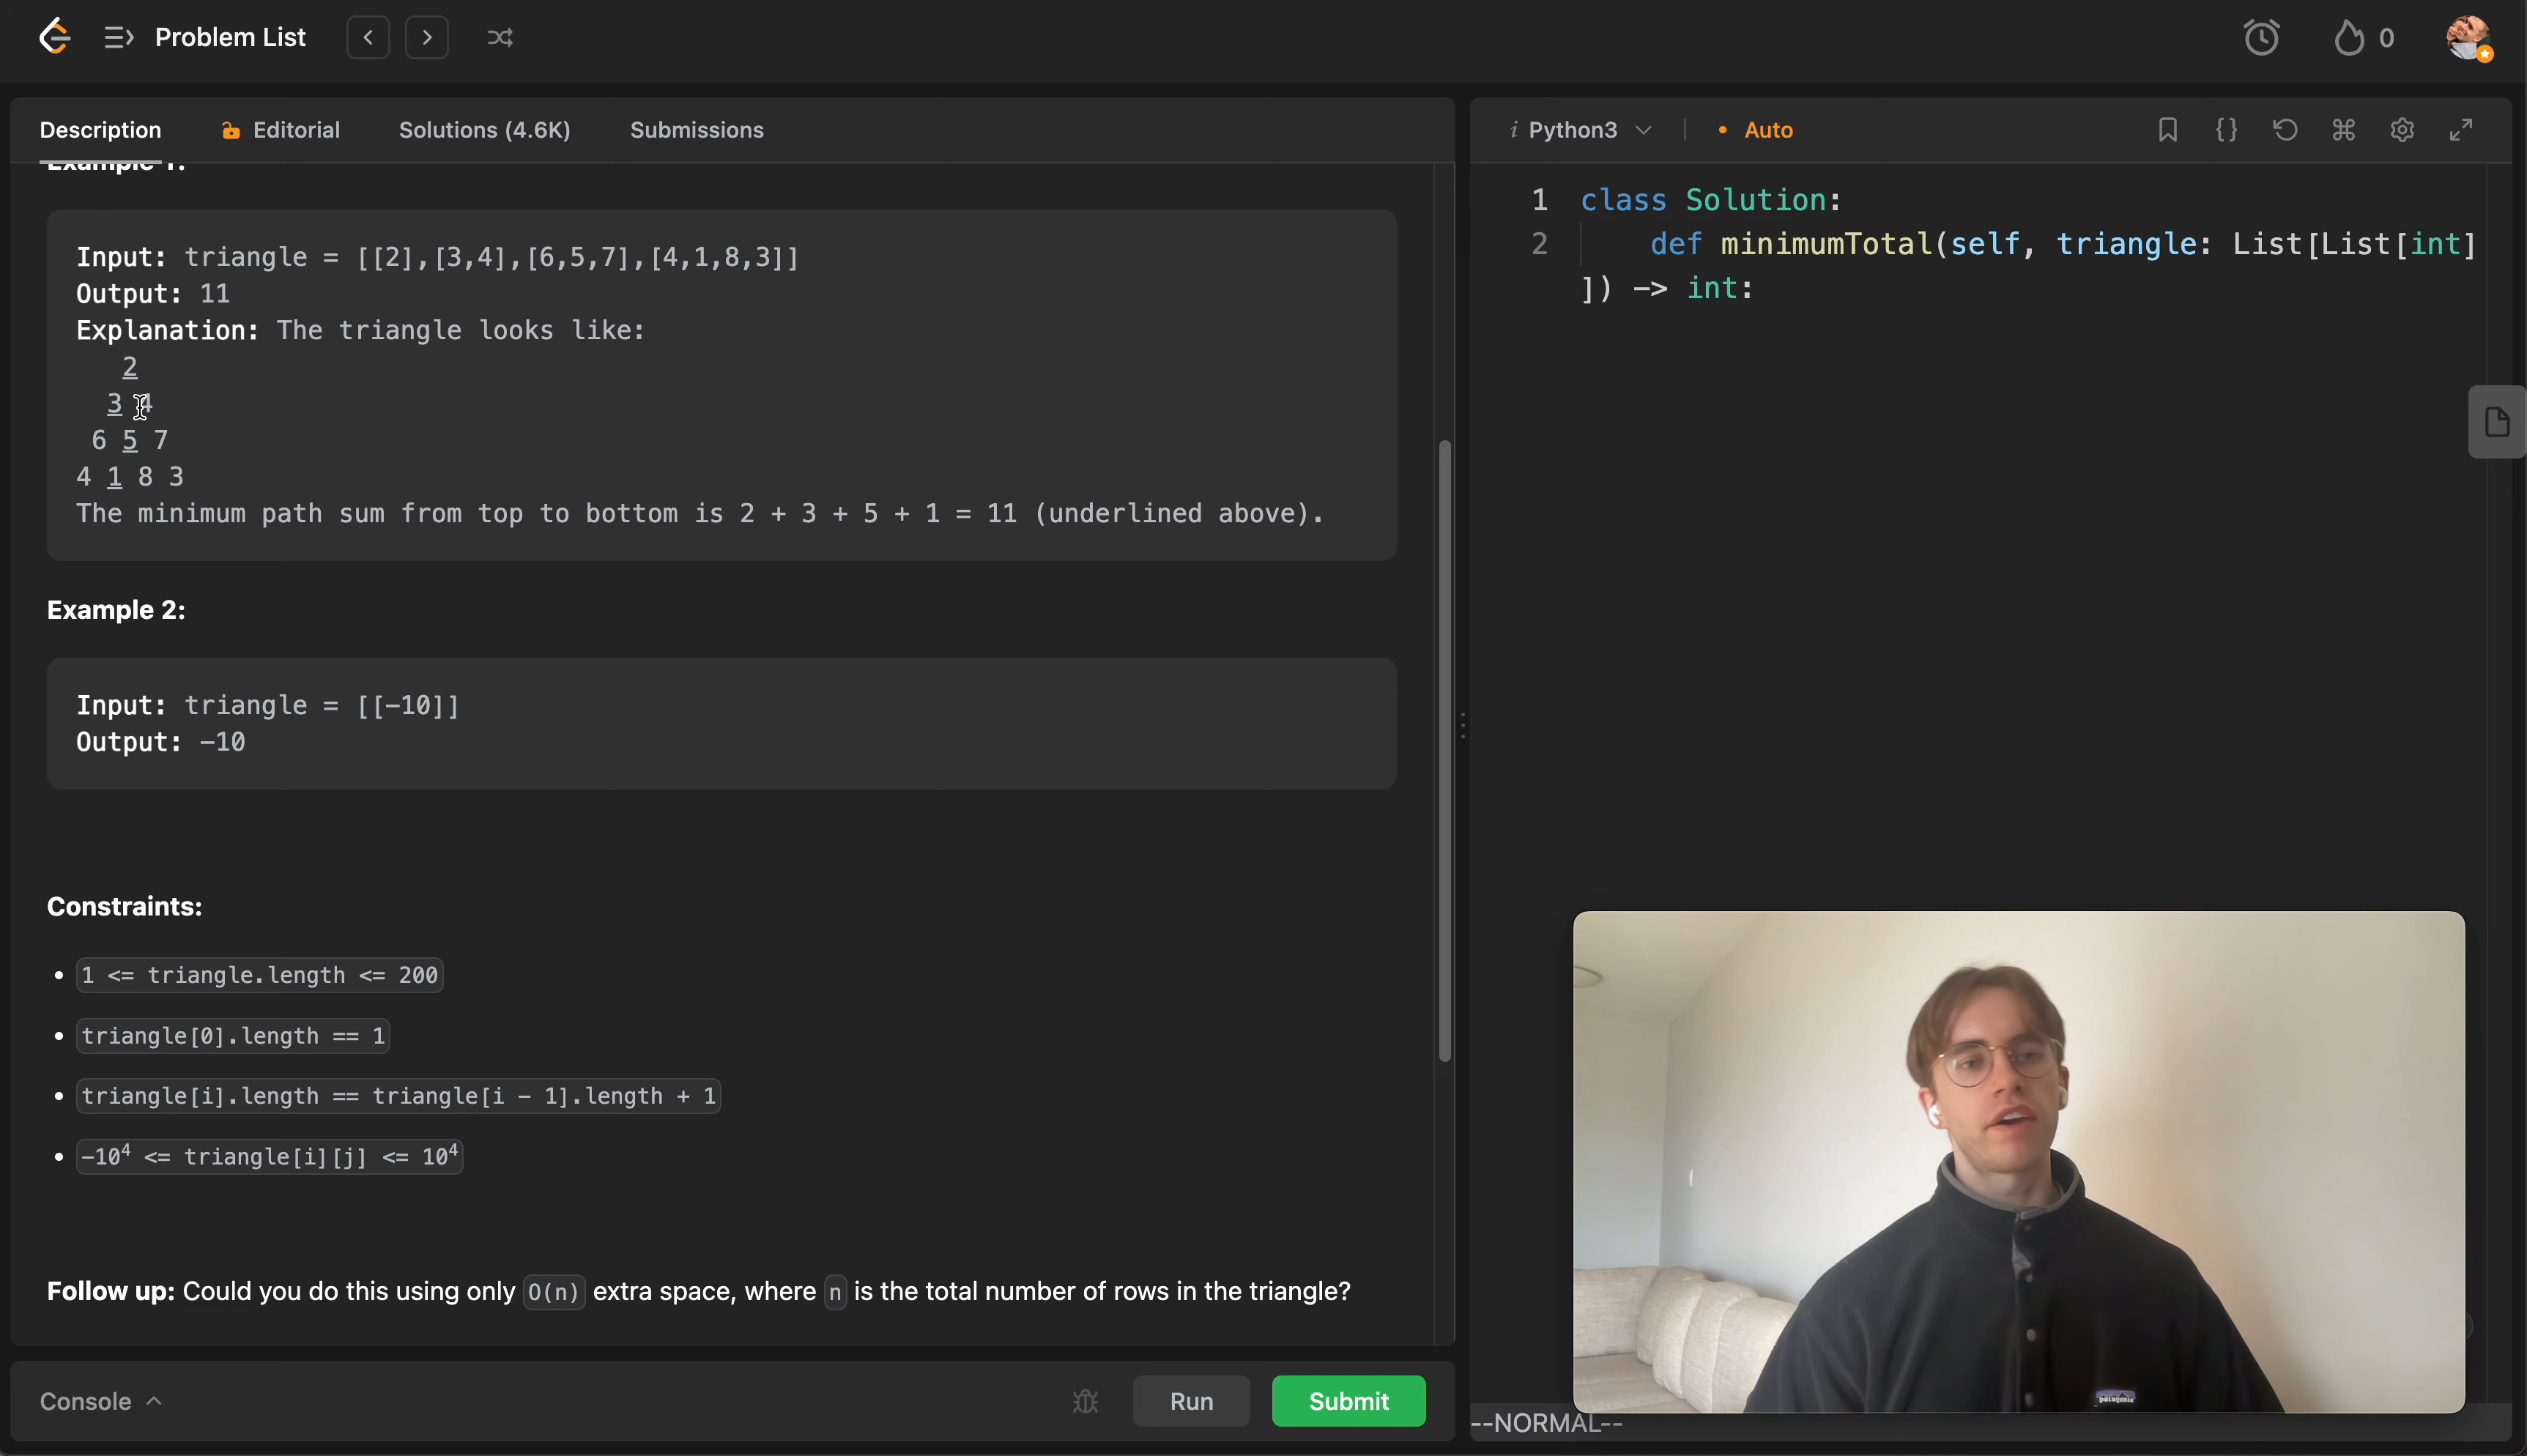 Problem List
0
Description
Editorial
Solutions (4.6K)
Submissions
Example 1:
Input: triangle = [[2],[3,4],[6,5,7],[4,1,8,3]]
Output: 11
Explanation: The triangle looks like:
2
3 4
6 5 7
4 1 8 3
The minimum path sum from top to bottom is 2 + 3 + 5 + 1 = 11 (underlined above).
Example 2:
Input: triangle = [[-10]]
Output: -10
Constraints:
• 1 <= triangle.length <= 200
• triangle[0].length == 1
• triangle[i].length == triangle[i - 1].length + 1
• -10⁴ <= triangle[i][j] <= 10⁴
Follow up: Could you do this using only O(n) extra space, where n is the total number of rows in the triangle?
Console
Run
Submit
i Python3
• Auto
{}
1 class Solution:
2 def minimumTotal(self, triangle: List[List[int]
]) -> int:
patagonia
--NORMAL--